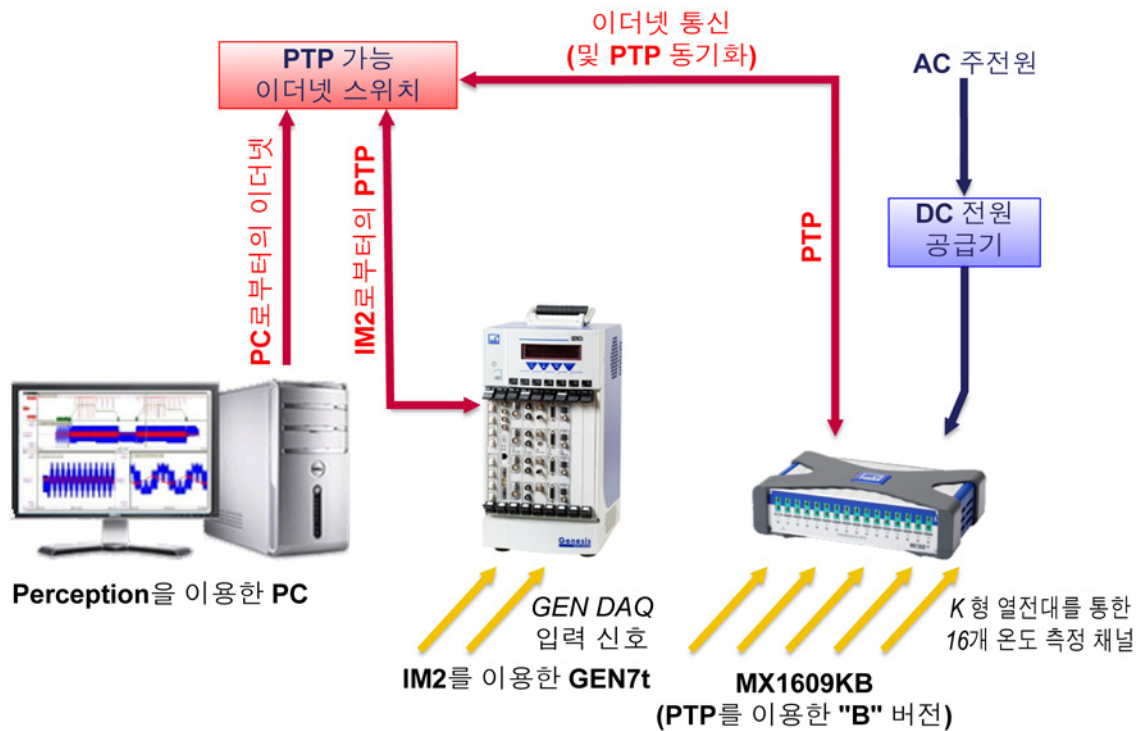 이더넷 통신
(및 PTP 동기화)
PTP 가능
이더넷 스위치
AC 주전원
PC로부터의 이더넷
IM2로부터의 PTP
PTP
DC 전원
공급기
Genesis
Perception을 이용한 PC
GEN DAQ
입력 신호
IM2를 이용한 GEN7t
K 형 열전대를 통한
16개 온도 측정 채널
MX1609KB
(PTP를 이용한 "B" 버전)